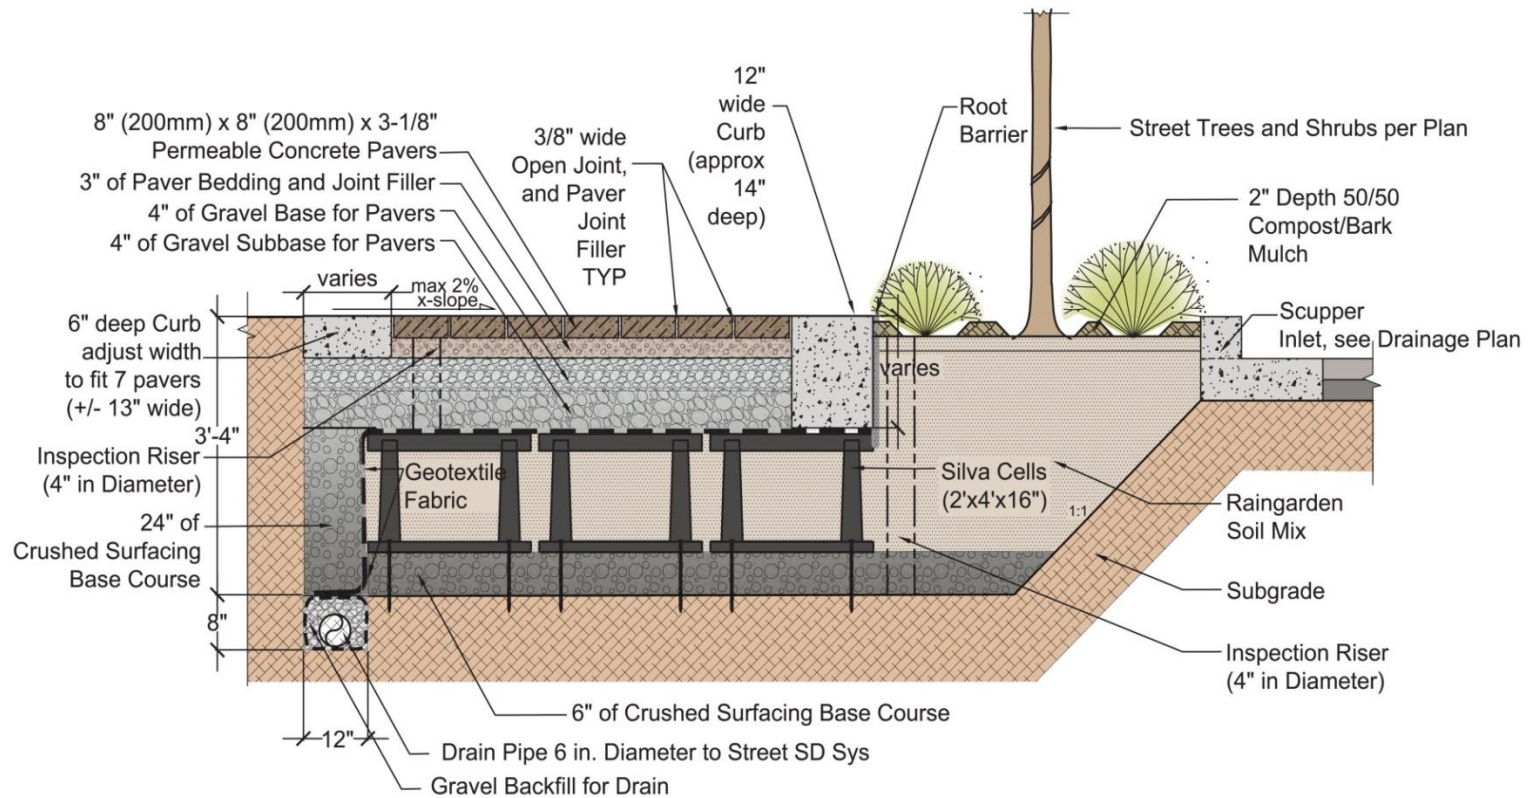 8" (200mm) x 8" (200mm) x 3-1/8"
Permeable Concrete Pavers
3" of Paver Bedding and Joint Filler
4" of Gravel Base for Pavers
4" of Gravel Subbase for Pavers
3/8" wide
Open Joint,
and Paver
Joint
Filler
TYP
12"
wide
Curb
(approx
14"
deep)
Root
Barrier
Street Trees and Shrubs per Plan
2" Depth 50/50
Compost/Bark
Mulch
Scupper
Inlet, see Drainage Plan
varies
max 2%
x-slope
6" deep Curb
adjust width
to fit 7 pavers
(+/- 13" wide)
3'-4"
Inspection Riser
(4" in Diameter)
24" of
Crushed Surfacing
Base Course
8"
12"
Geotextile
Fabric
varies
Silva Cells
(2'x4'x16")
1:1
Raingarden
Soil Mix
Subgrade
Inspection Riser
(4" in Diameter)
6" of Crushed Surfacing Base Course
Drain Pipe 6 in. Diameter to Street SD Sys
Gravel Backfill for Drain